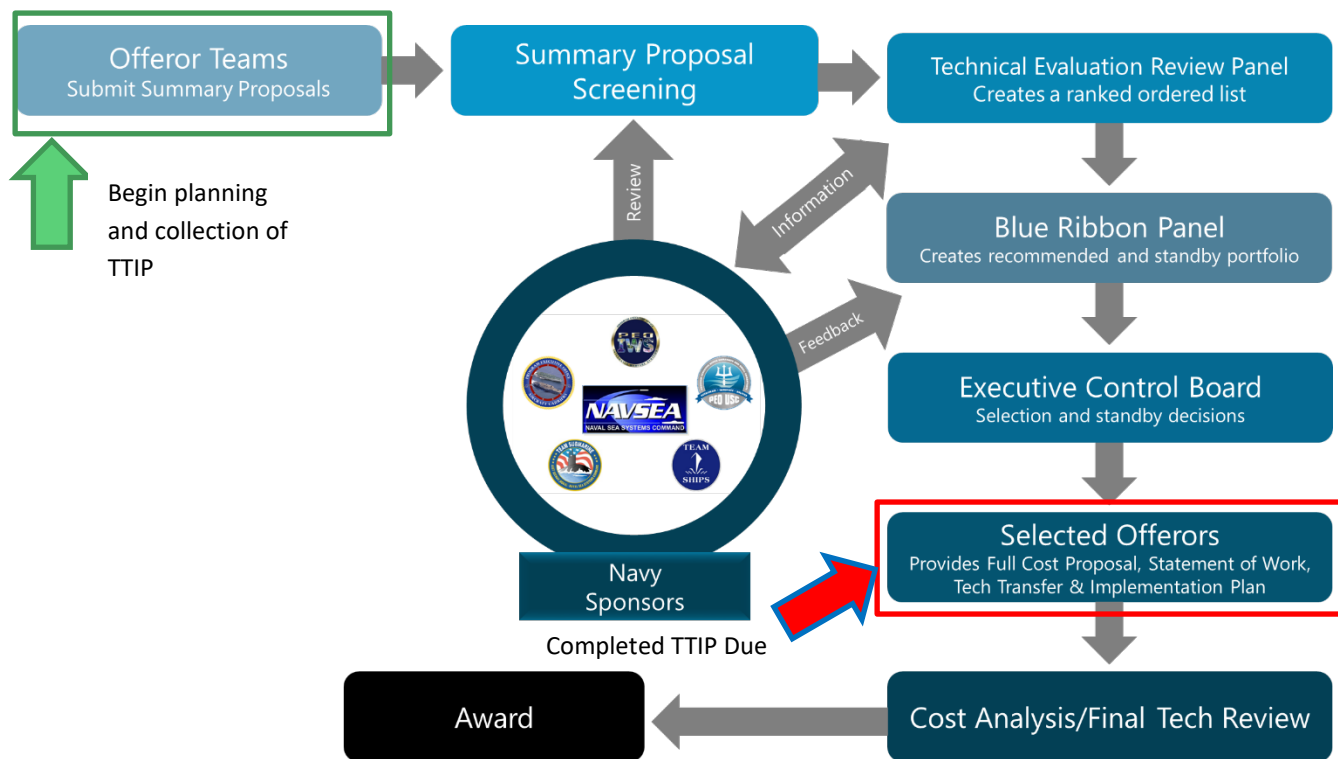 Offeror Teams
Submit Summary Proposals
Summary Proposal
Screening
Technical Evaluation Review Panel
Creates a ranked ordered list
Begin planning
and collection of
TTIP
Review
Information
Blue Ribbon Panel
Creates recommended and standby portfolio
Feedback
PEO
IWS
NAVSEA
NAVAL SEA SYSTEMS COMMAND
PEO USC
TEAM SUBMARINE
TEAM
SHIPS
Executive Control Board
Selection and standby decisions
Selected Offerors
Provides Full Cost Proposal, Statement of Work,
Tech Transfer & Implementation Plan
Navy
Sponsors
Completed TTIP Due
Award
Cost Analysis/Final Tech Review